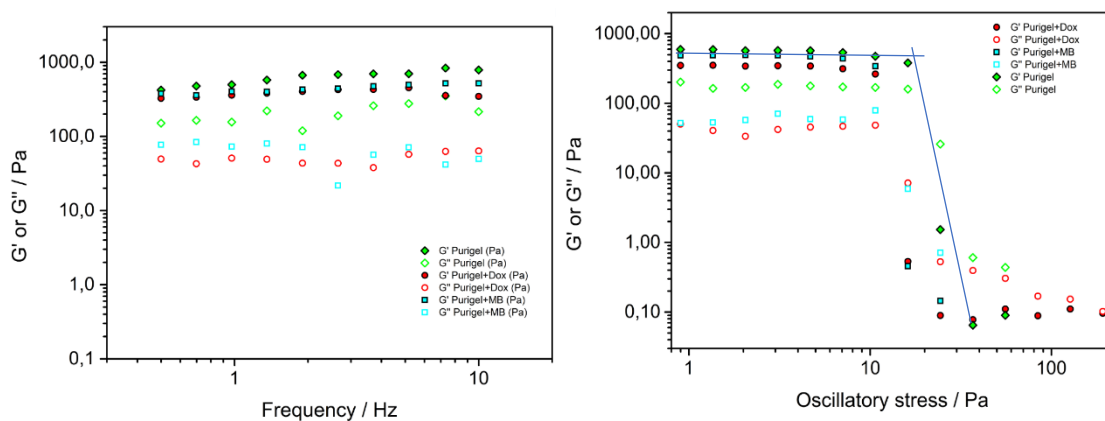 1000,0
100,0
10,0
1,0
0,1
G' or G" / Pa
1
10
Frequency / Hz
G' Purigel (Pa)
G" Purigel (Pa)
G' Purigel+Dox (Pa)
G" Purigel+Dox (Pa)
G' Purigel+MB (Pa)
G" Purigel+MB (Pa)
1000,00
100,00
10,00
1,00
0,10
G' or G" / Pa
1
10
100
Oscillatory stress / Pa
G' Purigel+Dox
G" Purigel+Dox
G' Purigel+MB
G" Purigel+MB
G' Purigel
G" Purigel